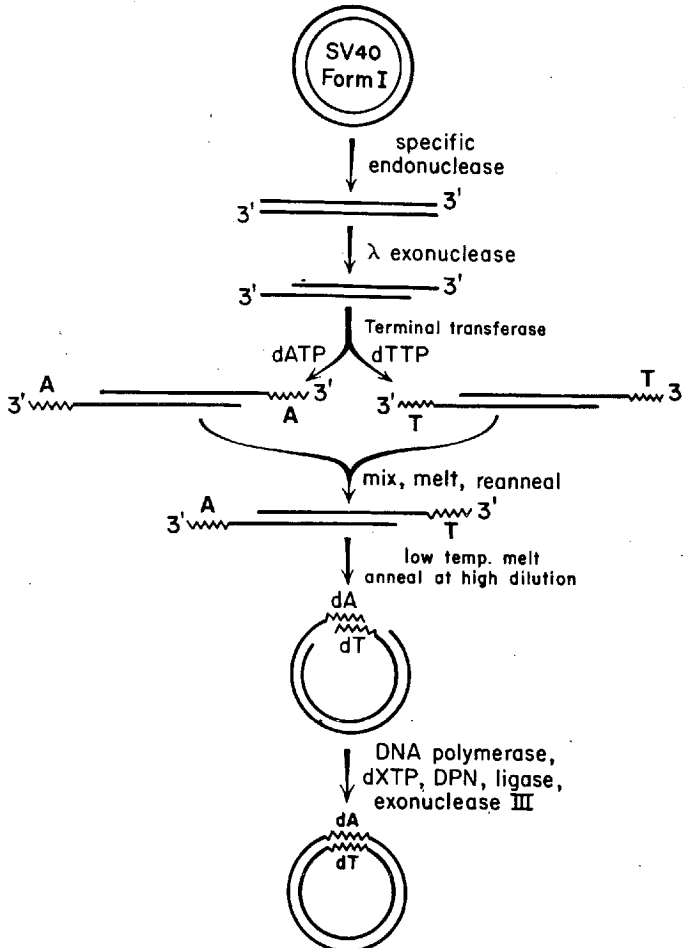 SV40
Form I
specific
endonuclease
3'
3'
λ exonuclease
3'
3'
Terminal transferase
dATP dTTP
A
3' 3'
A
T
3' 3
T
mix, melt, reanneal
A
3' 3'
T
low temp. melt
anneal at high dilution
dA
dT
DNA polymerase,
dXTP, DPN, ligase,
exonuclease III
dA
dT